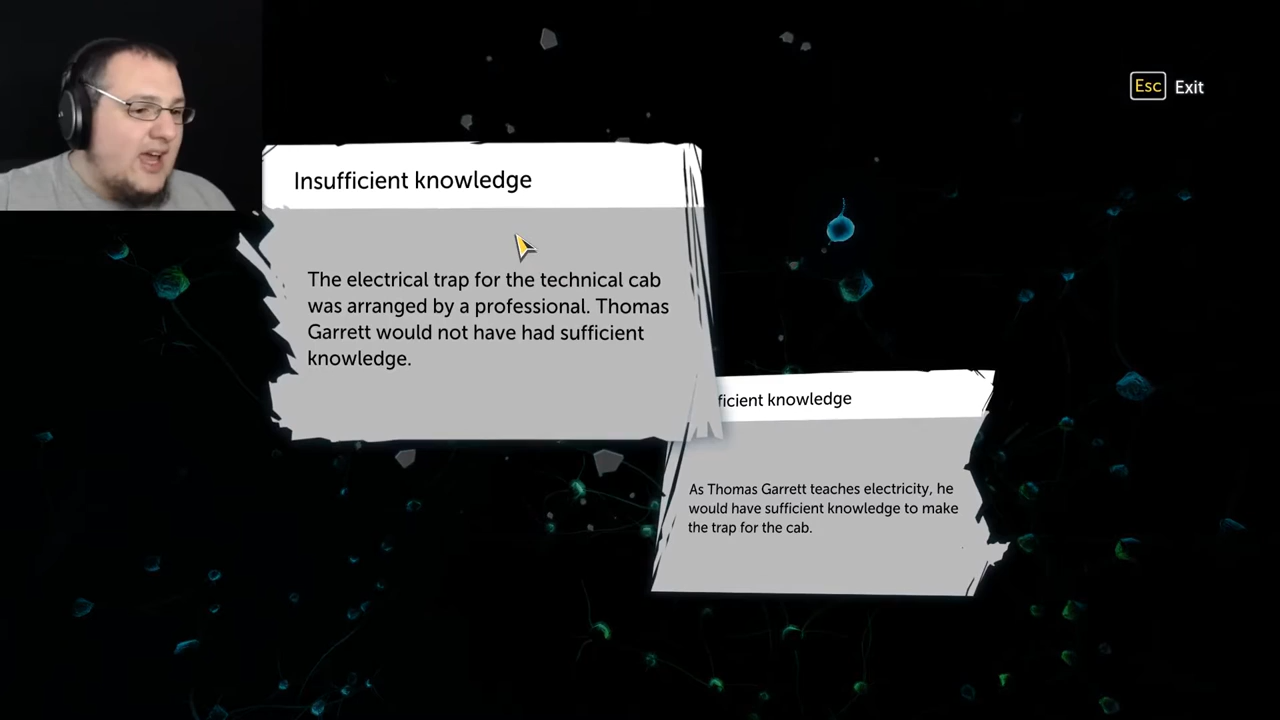 Esc Exit
Insufficient knowledge
The electrical trap for the technical cab
was arranged by a professional. Thomas
Garrett would not have had sufficient
knowledge.
ficient knowledge
As Thomas Garrett teaches electricity, he
would have sufficient knowledge to make
the trap for the cab.